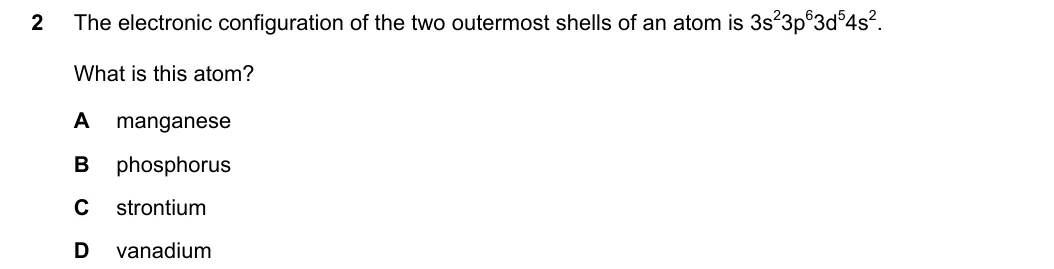 2 The electronic configuration of the two outermost shells of an atom is 3s²3p⁶3d⁵4s².
What is this atom?
A manganese
B phosphorus
C strontium
D vanadium